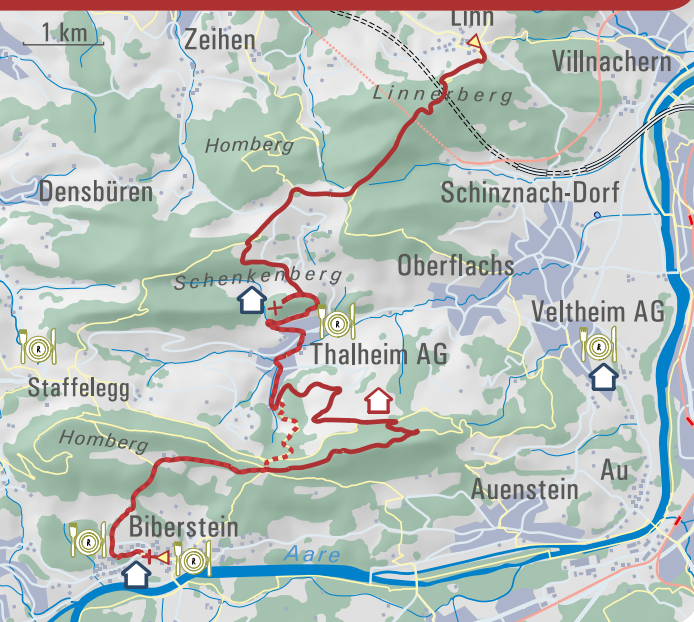 Linn
1 km
Zeihen
Villnachern
Linnerberg
Homberg
Densbüren
Schinznach-Dorf
Oberflachs
Schenkenberg
Veltheim AG
R
R
R
Thalheim AG
Staffelegg
Homberg
Au
Auenstein
Biberstein
R
R
Aare